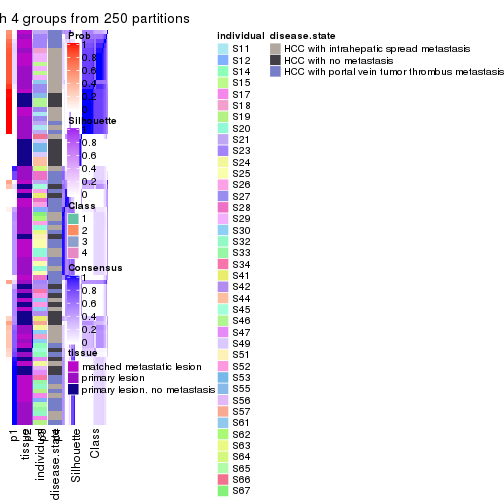 h 4 groups from 250 partitions
Prob
1
0.8
0.6
0.4
0.2
0
Silhouette
1
0.8
0.6
0.4
0.2
0
Class
1
2
3
4
Consensus
1
0.8
0.6
0.4
0.2
0
tissue
matched metastatic lesion
primary lesion
primary lesion. no metastasis
individual
S11
S12
S14
S15
S17
S18
S19
S20
S21
S23
S24
S25
S26
S27
S28
S29
S30
S32
S33
S34
S41
S42
S44
S45
S46
S47
S49
S51
S52
S53
S55
S56
S57
S61
S62
S63
S64
S65
S66
S67
disease.state
HCC with intrahepatic spread metastasis
HCC with no metastasis
HCC with portal vein tumor thrombus metastasis
p1
tissue
individual
disease.state
Silhouette
Class